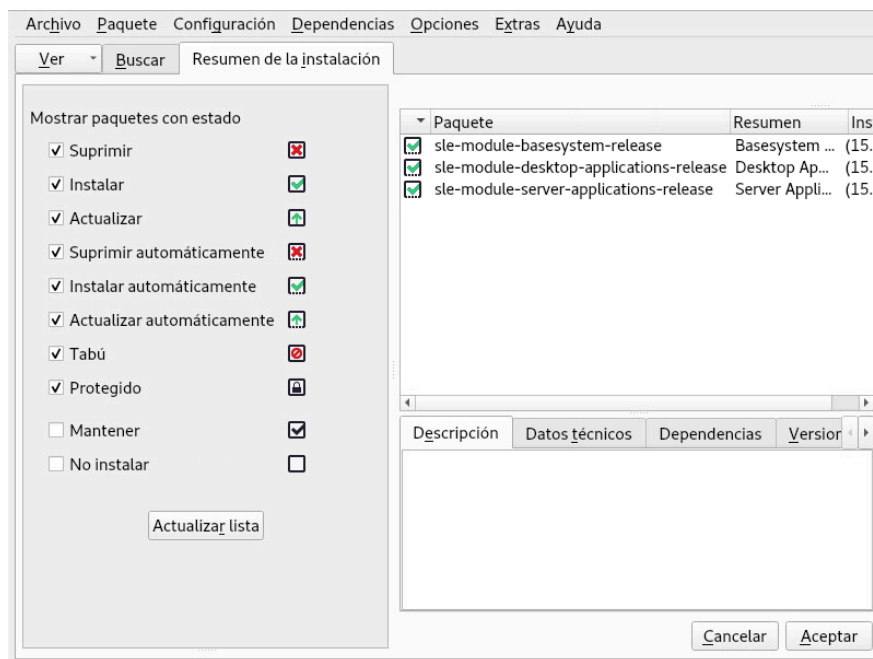 Archivo Paquete Configuración Dependencias Opciones Extras Ayuda
Ver Buscar Resumen de la instalación
Mostrar paquetes con estado
Suprimir
Instalar
Actualizar
Suprimir automáticamente
Instalar automáticamente
Actualizar automáticamente
Tabú
Protegido
Mantener
No instalar
Actualizar lista
Paquete Resumen Ins
sle-module-basesystem-release Basesystem ... (15.
sle-module-desktop-applications-release Desktop Ap... (15.
sle-module-server-applications-release Server Appli... (15.
Descripción Datos técnicos Dependencias Version
Cancelar Aceptar